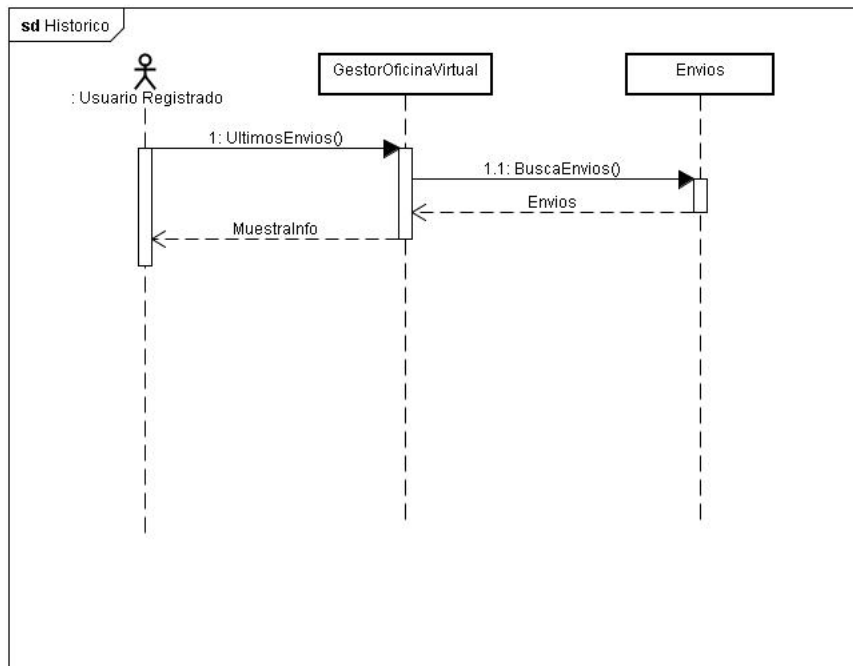 sd Historico
: Usuario Registrado
GestorOficinaVirtual
Envios
1: UltimosEnvios()
1.1: BuscaEnvios()
Envios
MuestraInfo